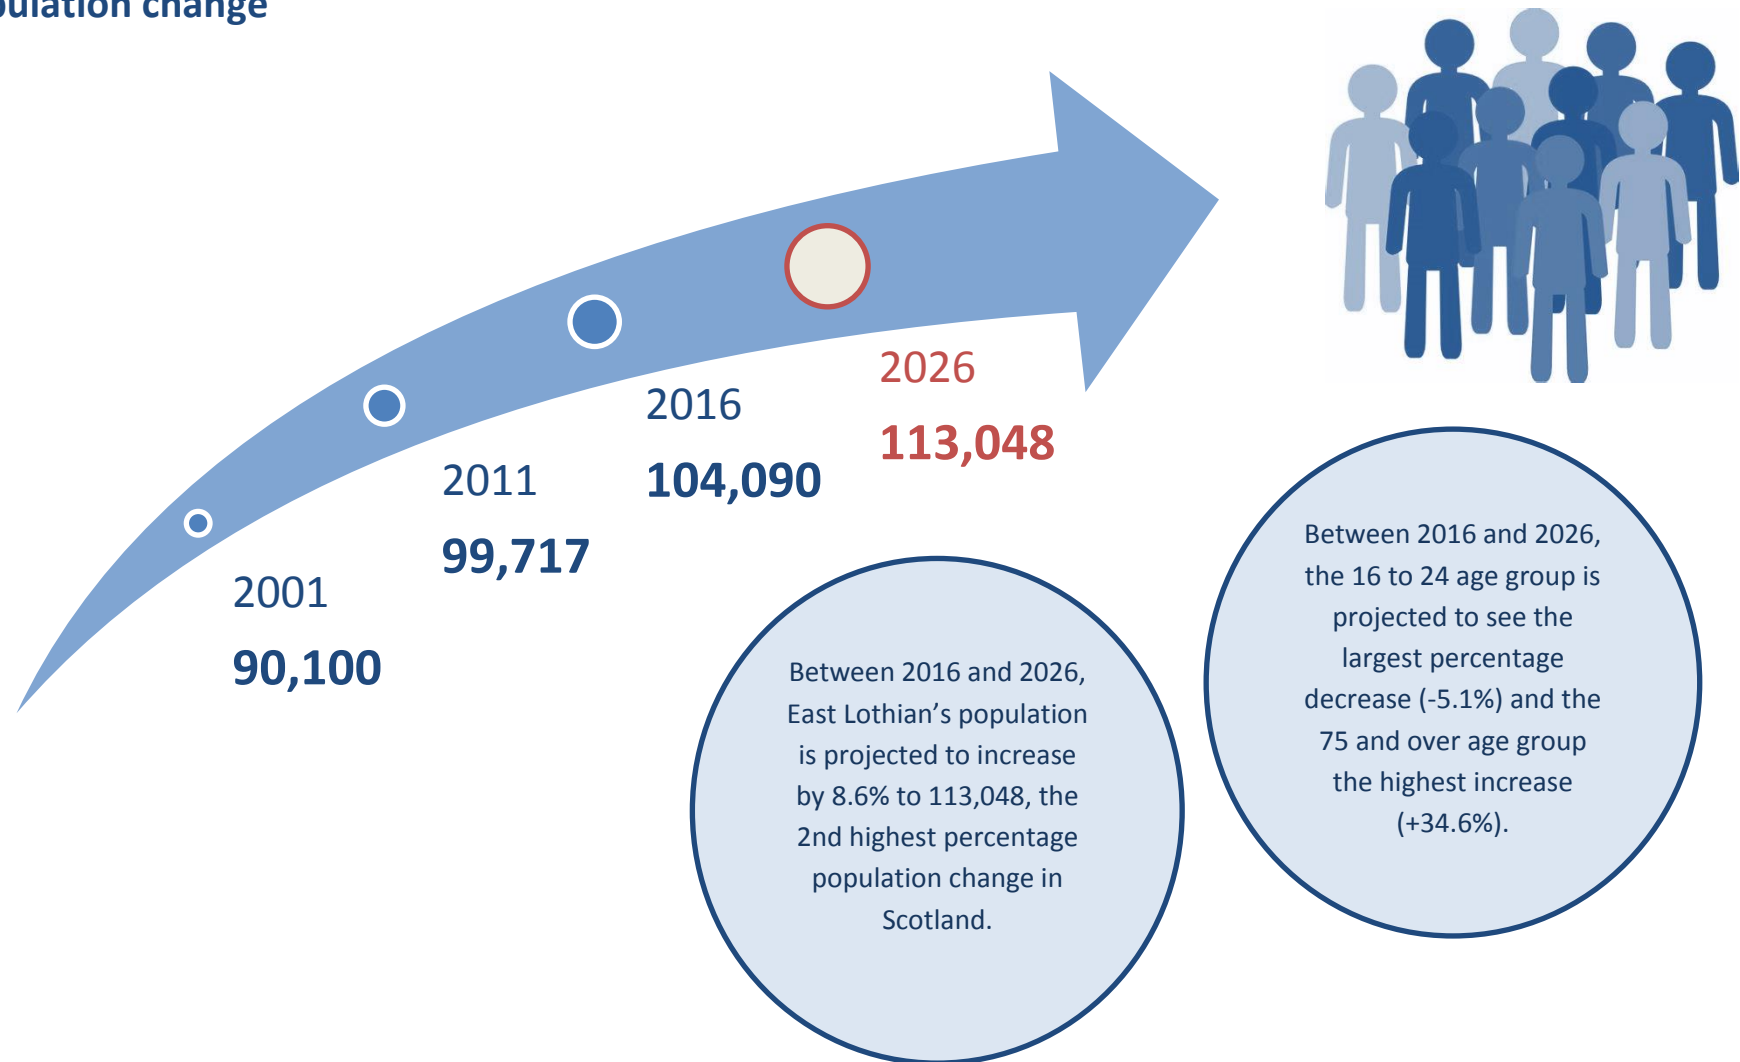 pulation change
2001
90,100
2011
99,717
2016
104,090
2026
113,048
Between 2016 and 2026,
East Lothian’s population
is projected to increase
by 8.6% to 113,048, the
2nd highest percentage
population change in
Scotland.
Between 2016 and 2026,
the 16 to 24 age group is
projected to see the
largest percentage
decrease (-5.1%) and the
75 and over age group
the highest increase
(+34.6%).